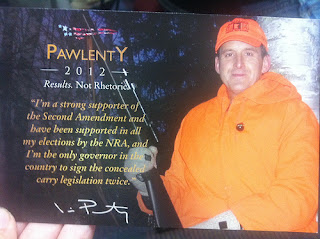 PAWLENTY
2012
Results. Not Rhetoric.
"I'm a strong supporter of
the Second Amendment and
have been supported in all
my elections by the NRA, and
I'm the only governor in the
country to sign the concealed
carry legislation twice."